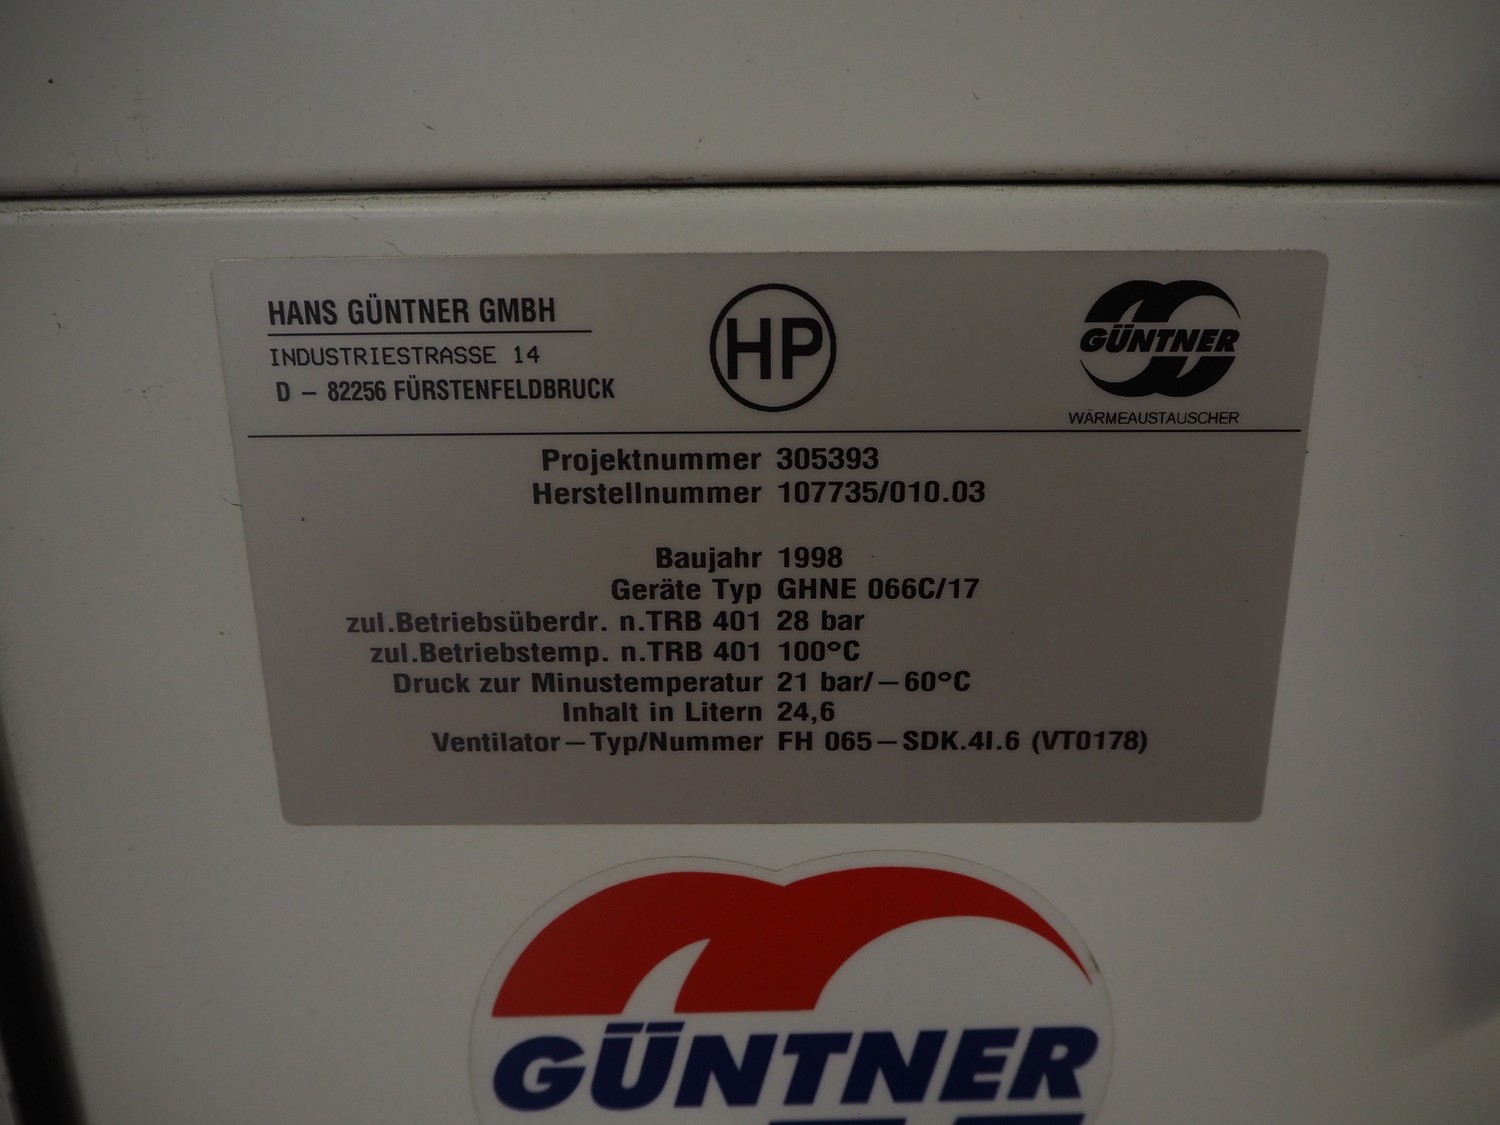 HANS GÜNTNER GMBH
INDUSTRIESTRASSE 14
D – 82256 FÜRSTENFELDBRUCK
HP
GÜNTNER
WÄRMEAUSTAUSCHER
Projektnummer 305393
Herstellnummer 107735/010.03
Baujahr 1998
Geräte Typ GHNE 066C/17
zul.Betriebsüberdr. n.TRB 401 28 bar
zul.Betriebstemp. n.TRB 401 100°C
Druck zur Minustemperatur 21 bar/–60°C
Inhalt in Litern 24,6
Ventilator–Typ/Nummer FH 065–SDK.4I.6 (VT0178)
GÜNTNER